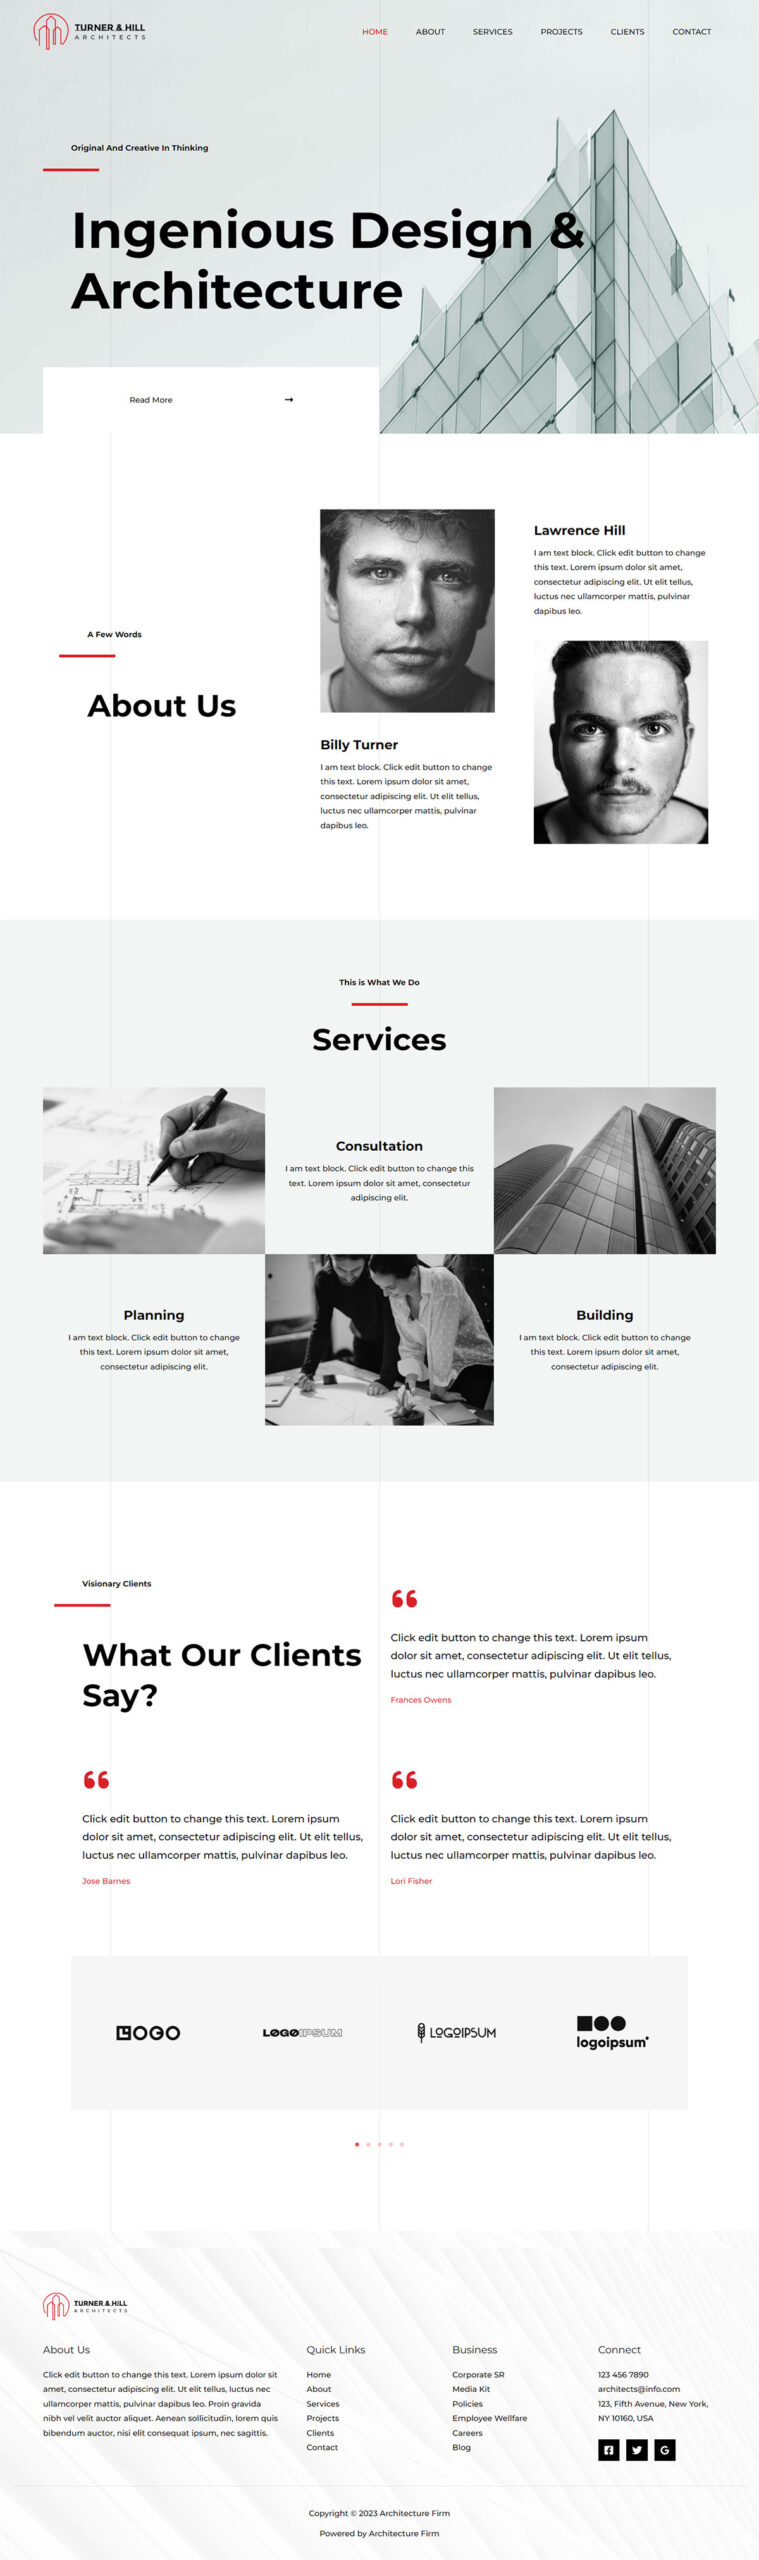 TURNER & HILL
ARCHITECTS
HOME ABOUT SERVICES PROJECTS CLIENTS CONTACT
Original And Creative In Thinking
Ingenious Design &
Architecture
Read More
A Few Words
About Us
Billy Turner
I am text block. Click edit button to change
this text. Lorem ipsum dolor sit amet,
consectetur adipiscing elit. Ut elit tellus,
luctus nec ullamcorper mattis, pulvinar
dapibus leo.
Lawrence Hill
I am text block. Click edit button to change
this text. Lorem ipsum dolor sit amet,
consectetur adipiscing elit. Ut elit tellus,
luctus nec ullamcorper mattis, pulvinar
dapibus leo.
This is What We Do
Services
Consultation
I am text block. Click edit button to change this
text. Lorem ipsum dolor sit amet, consectetur
adipiscing elit.
Planning
I am text block. Click edit button to change
this text. Lorem ipsum dolor sit amet,
consectetur adipiscing elit.
Building
I am text block. Click edit button to change
this text. Lorem ipsum dolor sit amet,
consectetur adipiscing elit.
Visionary Clients
What Our Clients
Say?
Click edit button to change this text. Lorem ipsum
dolor sit amet, consectetur adipiscing elit. Ut elit tellus,
luctus nec ullamcorper mattis, pulvinar dapibus leo.
Frances Owens
Click edit button to change this text. Lorem ipsum
dolor sit amet, consectetur adipiscing elit. Ut elit tellus,
luctus nec ullamcorper mattis, pulvinar dapibus leo.
Jose Barnes
Click edit button to change this text. Lorem ipsum
dolor sit amet, consectetur adipiscing elit. Ut elit tellus,
luctus nec ullamcorper mattis, pulvinar dapibus leo.
Lori Fisher
LOGO
LOGOIPSUM
LOGOIPSUM
logoipsum
TURNER & HILL
ARCHITECTS
About Us
Click edit button to change this text. Lorem ipsum dolor sit
amet, consectetur adipiscing elit. Ut elit tellus, luctus nec
ullamcorper mattis, pulvinar dapibus leo. Proin gravida
nibh vel velit auctor aliquet. Aenean sollicitudin, lorem quis
bibendum auctor, nisi elit consequat ipsum, nec sagittis.
Quick Links
Home
About
Services
Projects
Clients
Contact
Business
Corporate SR
Media Kit
Policies
Employee Wellfare
Careers
Blog
Connect
123 456 7890
architects@info.com
123, Fifth Avenue, New York,
NY 10160, USA
Copyright © 2023 Architecture Firm
Powered by Architecture Firm